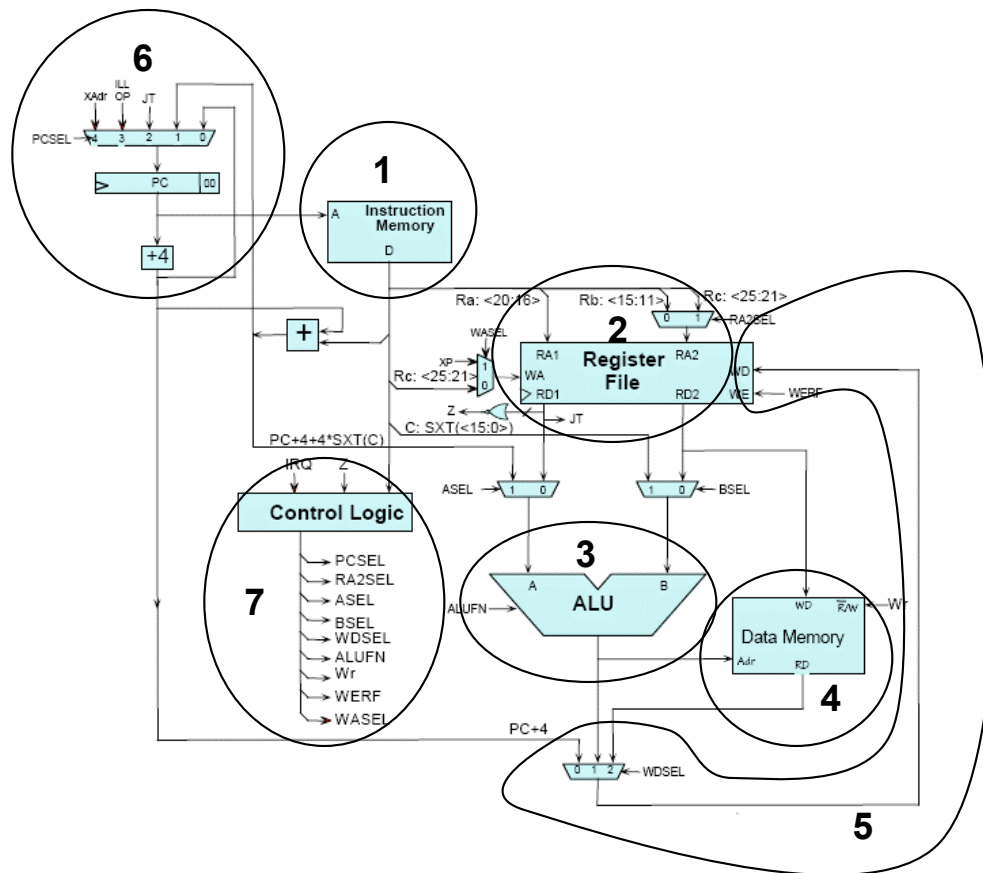 6
ILL
XAdr OP JT
PCSEL 4 3 2 1 0
PC 00
+4
1
A Instruction
Memory
D
Ra: <20:16> Rb: <15:11> Rc: <25:21>
+
2 0 1 RA2SEL
WASEL
XP 1
Rc: <25:21> 0
RA1 Register RA2
WA File WD
RD1 RD2 WE WERF
Z JT
C: SXT(<15:0>)
PC+4+4*SXT(C)
IRQ Z
ASEL 1 0 1 0 BSEL
Control Logic
7
PCSEL
RA2SEL
ASEL
BSEL
WDSEL
ALUFN
Wr
WERF
WASEL
3
A B
ALUFN ALU
WD R/W Wr
Data Memory
Adr RD
4
PC+4
0 1 2 WDSEL
5